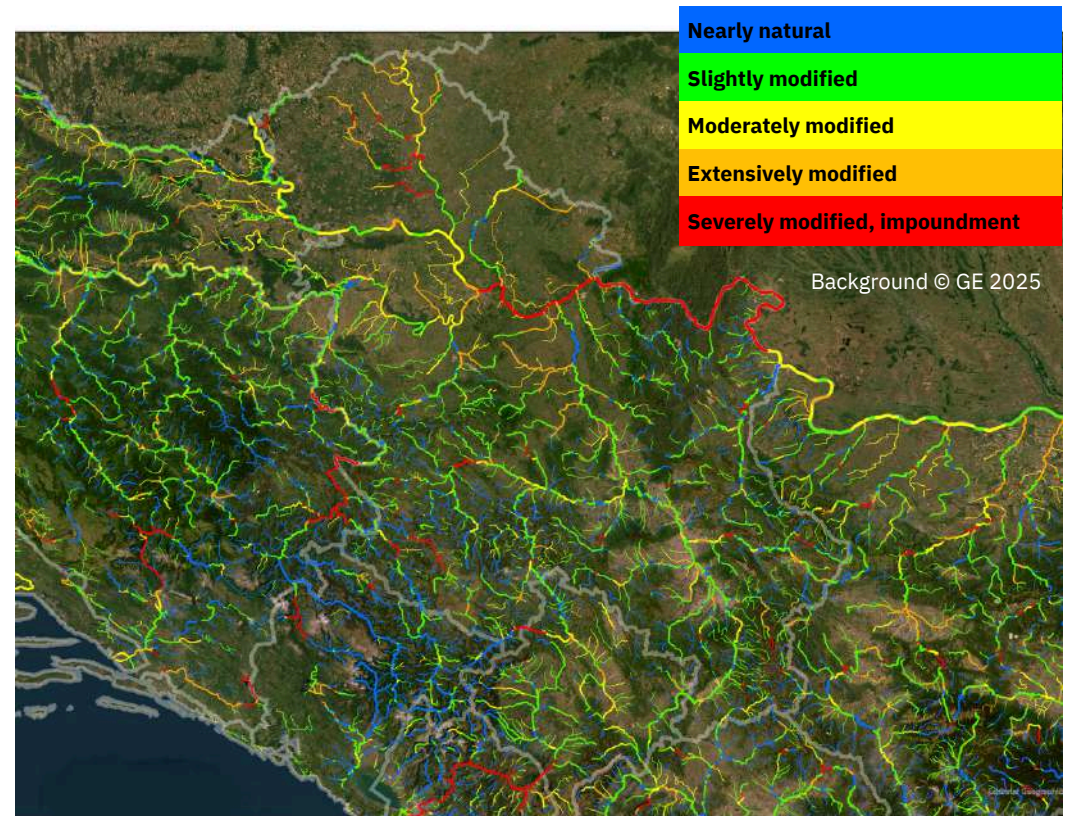 Nearly natural
Slightly modified
Moderately modified
Extensively modified
Severely modified, impoundment
Background © GE 2025